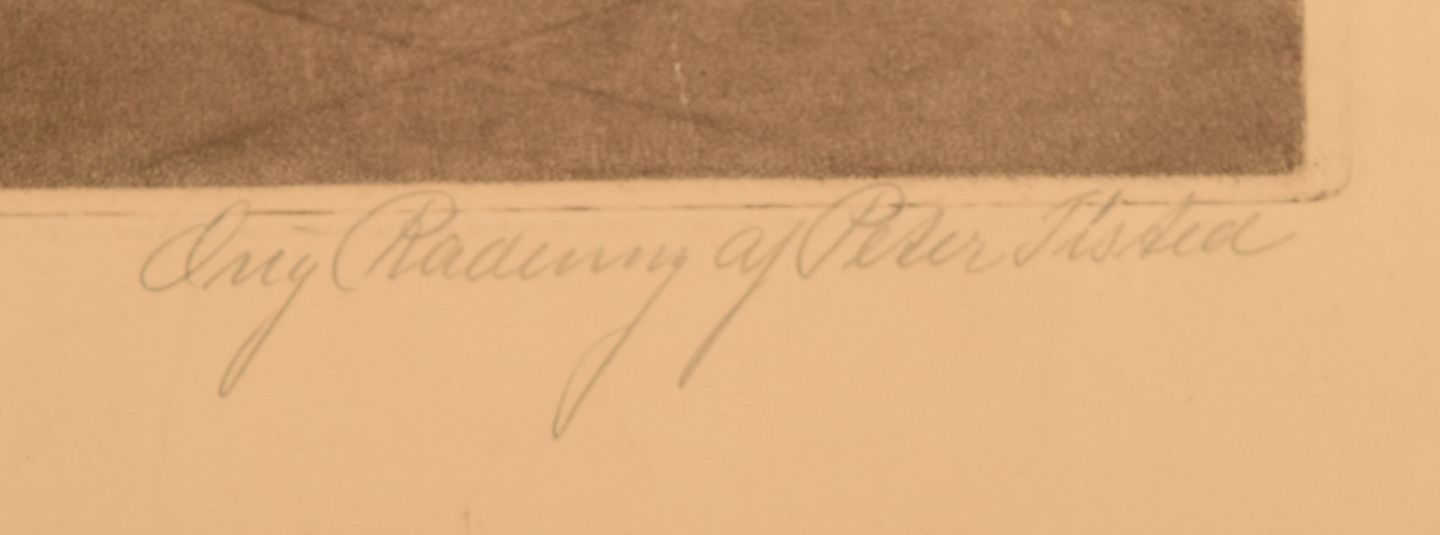 Orig Radering af Peter Ilsted